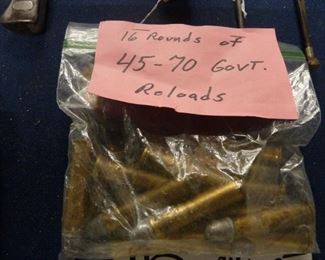 16 Rounds of
45-70 Govt.
Reloads